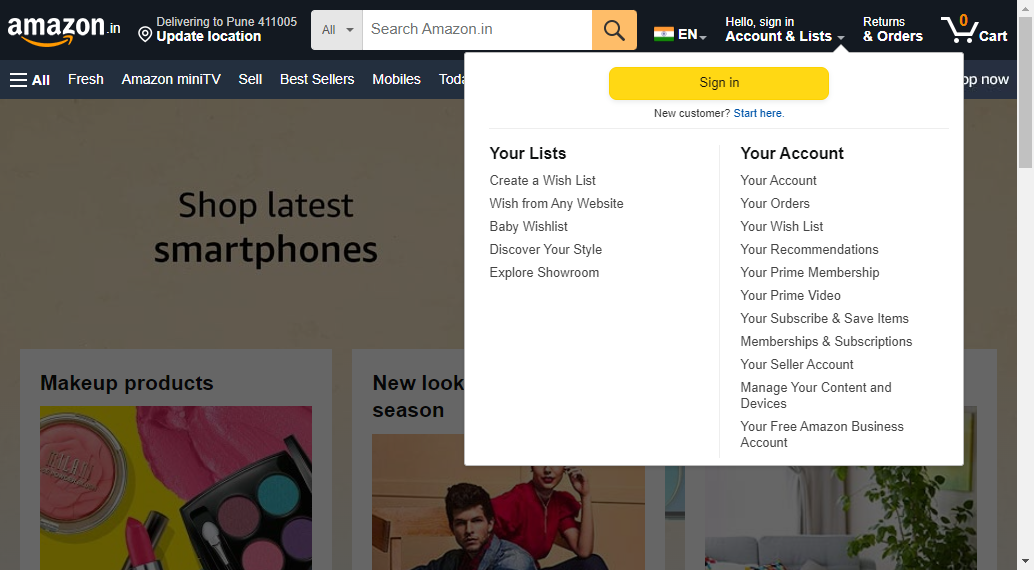 amazon.in
Delivering to Pune 411005
Update location
All
Search Amazon.in
EN
Hello, sign in
Account & Lists
Returns
& Orders
0
Cart
All
Fresh
Amazon miniTV
Sell
Best Sellers
Mobiles
Toda
op now
Sign in
New customer? Start here.
Your Lists
Create a Wish List
Wish from Any Website
Baby Wishlist
Discover Your Style
Explore Showroom
Your Account
Your Account
Your Orders
Your Wish List
Your Recommendations
Your Prime Membership
Your Prime Video
Your Subscribe & Save Items
Memberships & Subscriptions
Your Seller Account
Manage Your Content and
Devices
Your Free Amazon Business
Account
Shop latest
smartphones
Makeup products
New look
season
MILANI